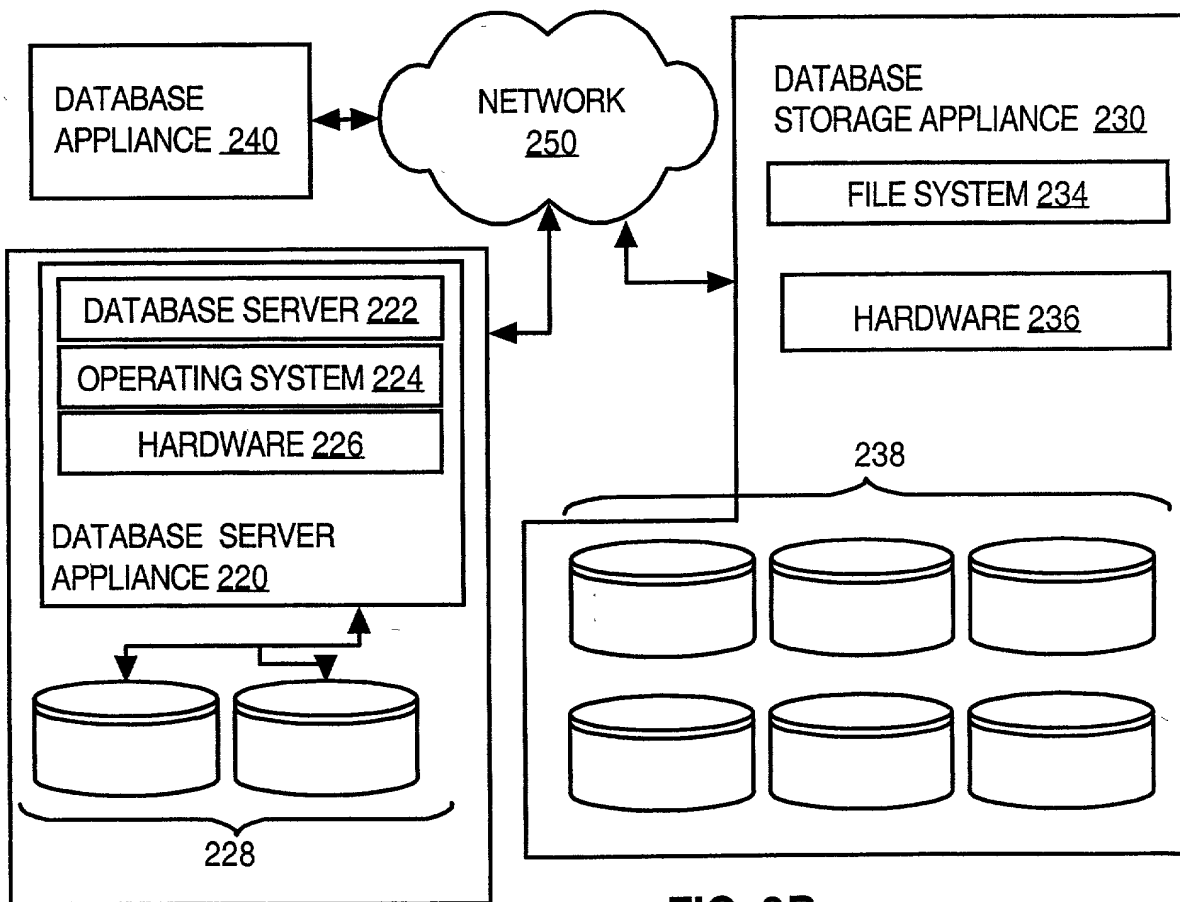 DATABASE
APPLIANCE 240
NETWORK
250
DATABASE
STORAGE APPLIANCE 230
FILE SYSTEM 234
HARDWARE 236
DATABASE SERVER 222
OPERATING SYSTEM 224
HARDWARE 226
DATABASE SERVER
APPLIANCE 220
238
228